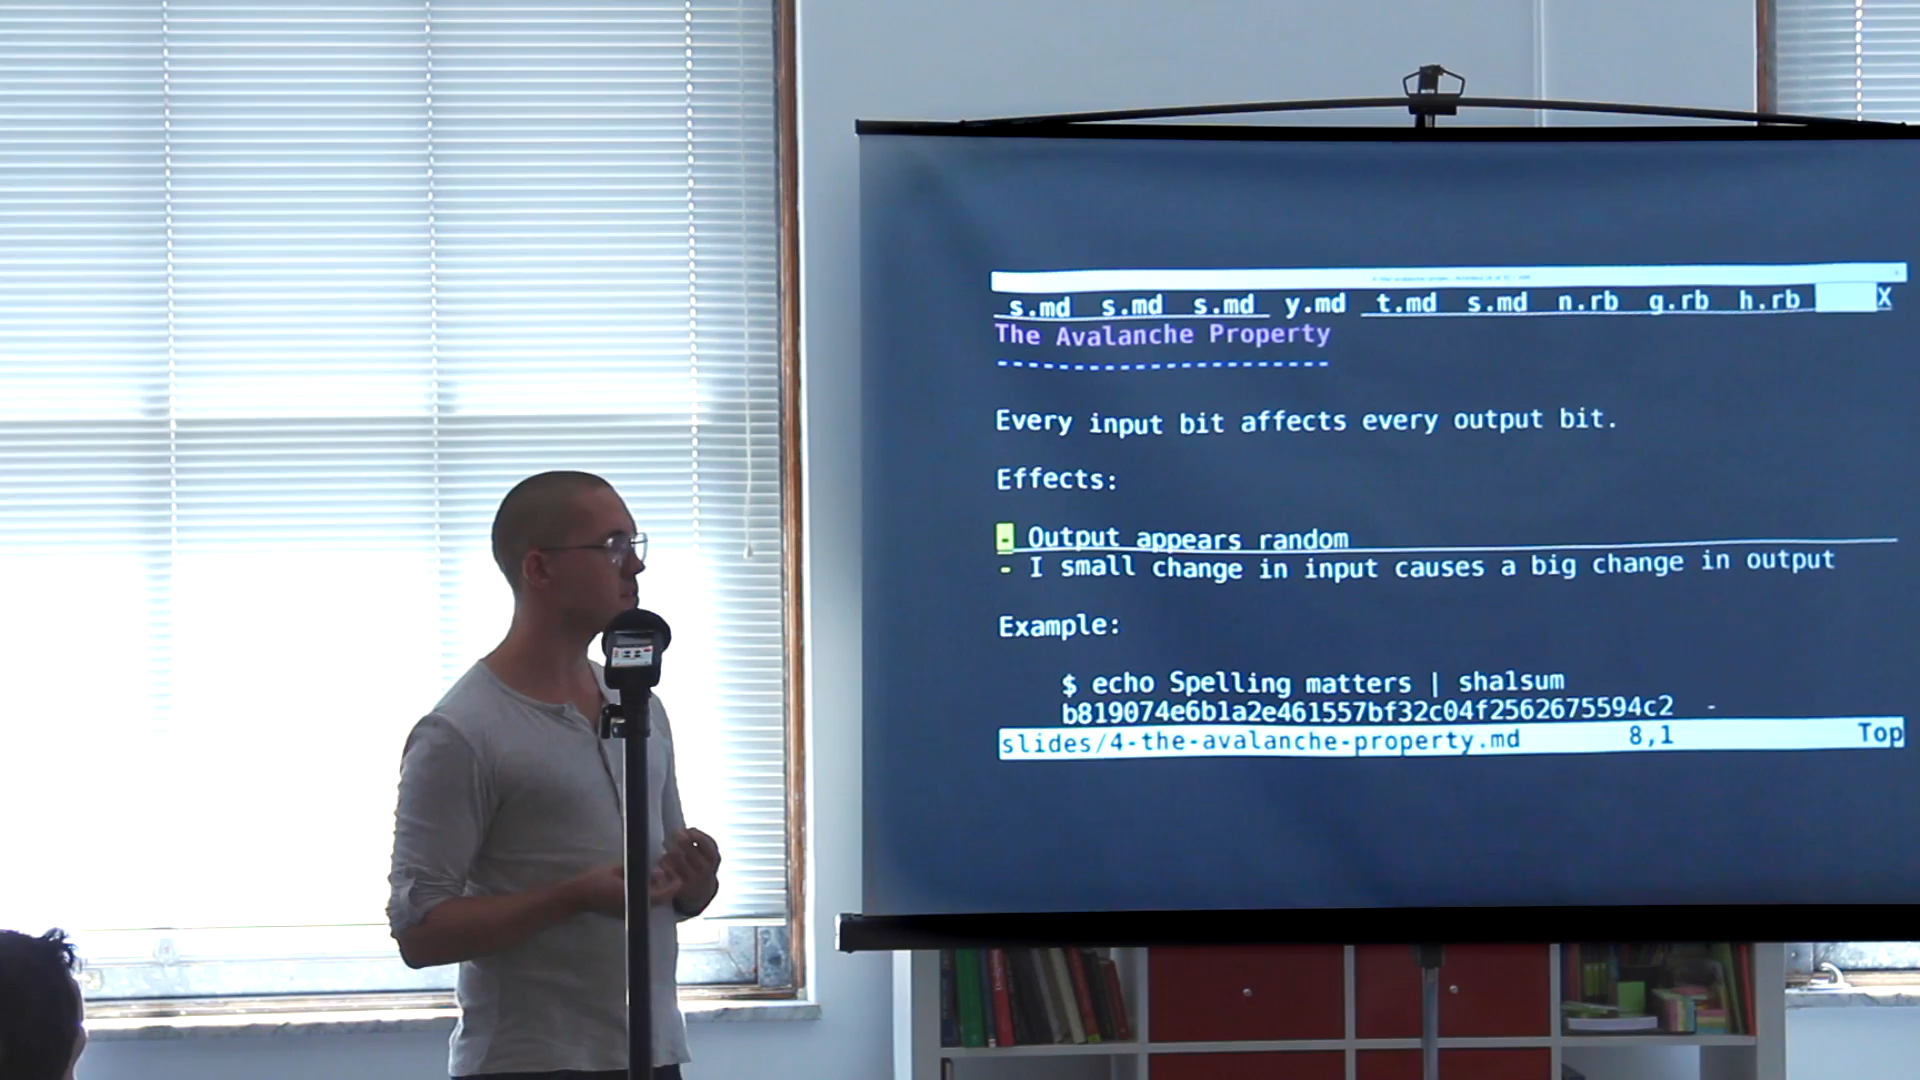 s.md s.md s.md y.md t.md s.md n.rb g.rb h.rb X
The Avalanche Property
----------------------
Every input bit affects every output bit.
Effects:
- Output appears random
- I small change in input causes a big change in output
Example:
$ echo Spelling matters | sha1sum
b819074e6b1a2e461557bf32c04f2562675594c2 -
slides/4-the-avalanche-property.md 8,1 Top